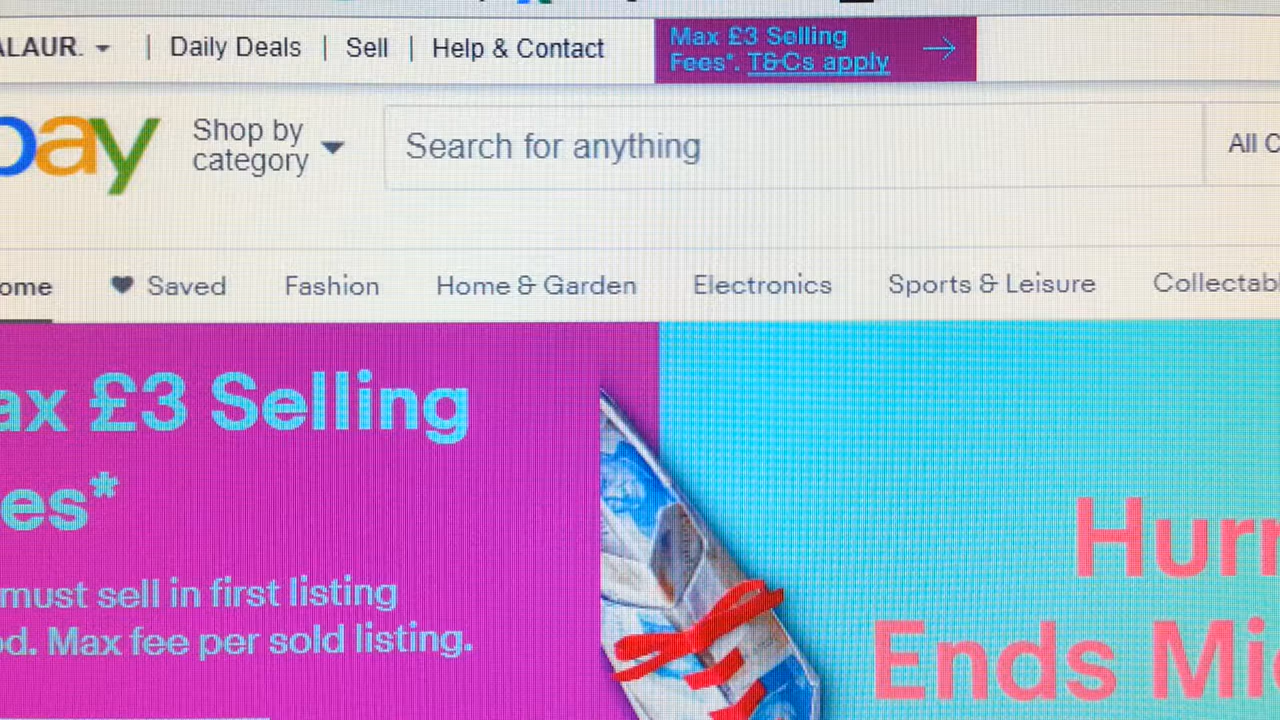 ALAUR.
Daily Deals
Sell
Help & Contact
Max £3 Selling
Fees*. T&Cs apply
bay
Shop by
category
Search for anything
All C
ome
Saved
Fashion
Home & Garden
Electronics
Sports & Leisure
Collectab
ax £3 Selling
es*
must sell in first listing
od. Max fee per sold listing.
Hurr
Ends Mi